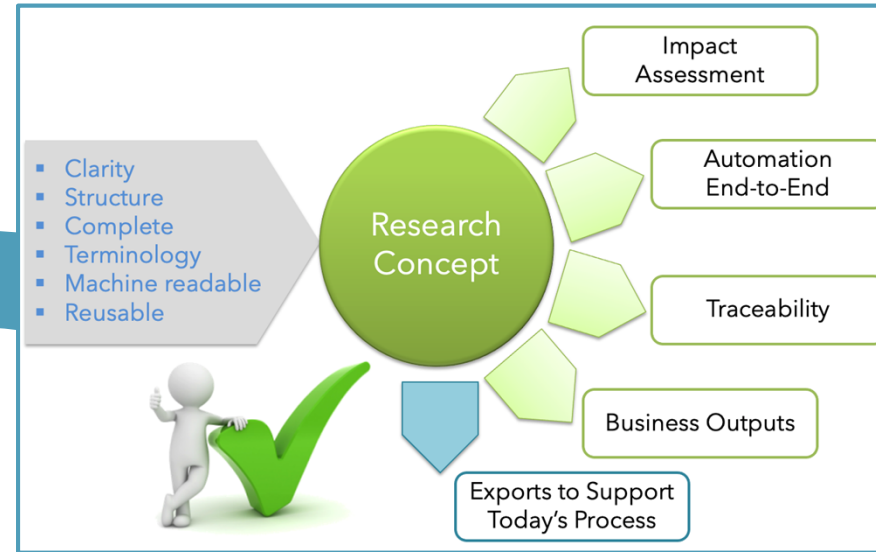 Clarity
Structure
Complete
Terminology
Machine readable
Reusable
Research
Concept
Impact
Assessment
Automation
End-to-End
Traceability
Business Outputs
Exports to Support
Today's Process